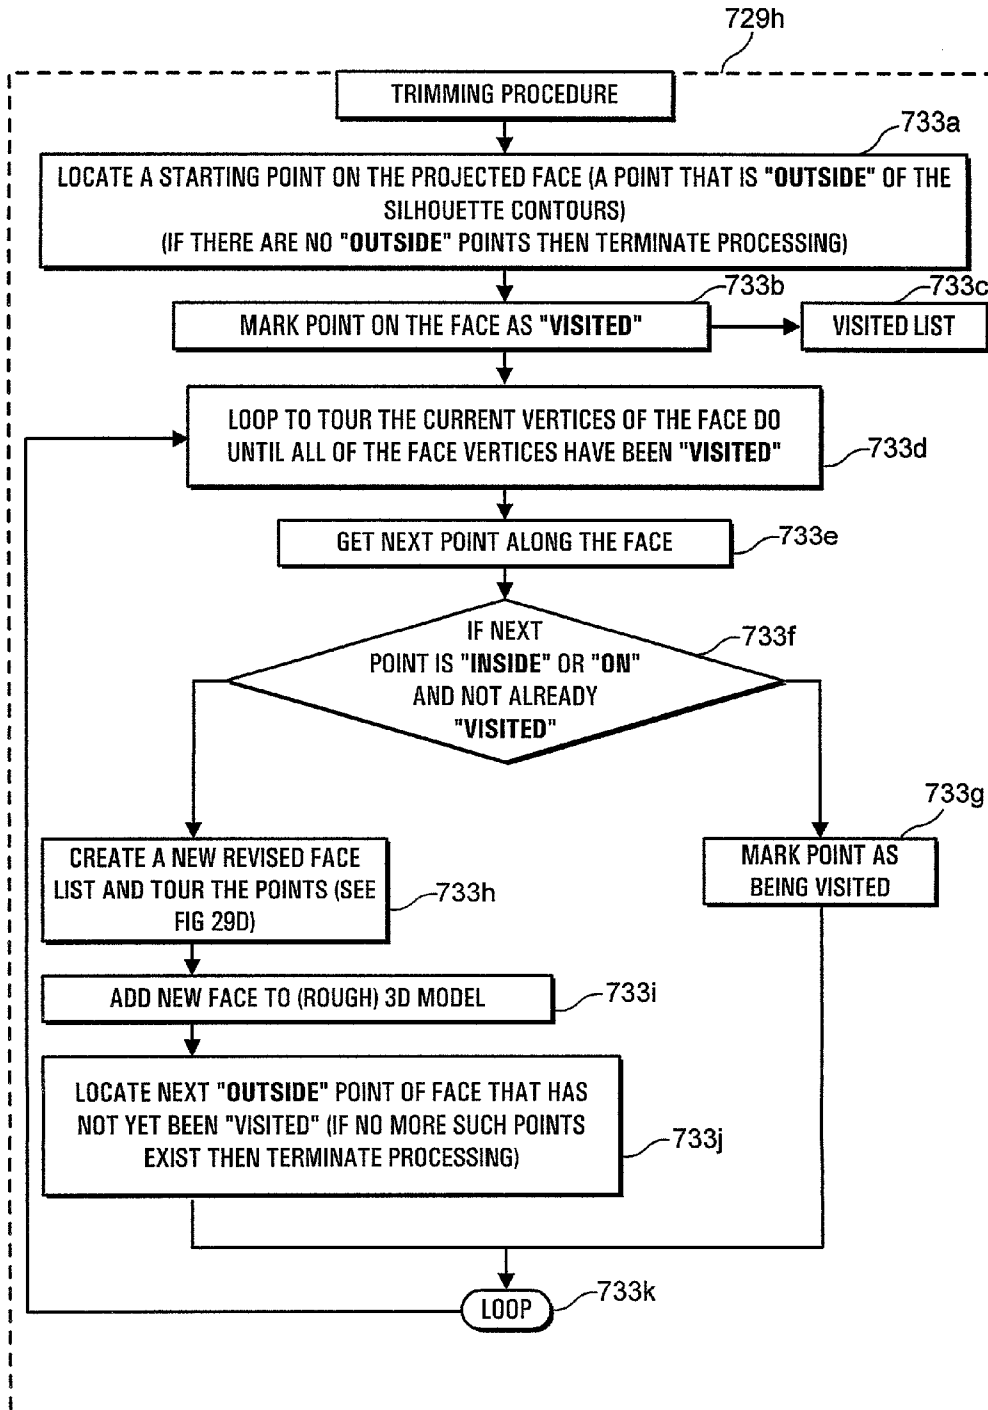 729h
TRIMMING PROCEDURE
733a
LOCATE A STARTING POINT ON THE PROJECTED FACE (A POINT THAT IS "OUTSIDE" OF THE
SILHOUETTE CONTOURS)
(IF THERE ARE NO "OUTSIDE" POINTS THEN TERMINATE PROCESSING)
733b
733c
MARK POINT ON THE FACE AS "VISITED"
VISITED LIST
LOOP TO TOUR THE CURRENT VERTICES OF THE FACE DO
UNTIL ALL OF THE FACE VERTICES HAVE BEEN "VISITED"
733d
GET NEXT POINT ALONG THE FACE
733e
IF NEXT
POINT IS "INSIDE" OR "ON"
AND NOT ALREADY
"VISITED"
733f
733g
MARK POINT AS
BEING VISITED
CREATE A NEW REVISED FACE
LIST AND TOUR THE POINTS (SEE
FIG 29D)
733h
ADD NEW FACE TO (ROUGH) 3D MODEL
733i
LOCATE NEXT "OUTSIDE" POINT OF FACE THAT HAS
NOT YET BEEN "VISITED" (IF NO MORE SUCH POINTS
EXIST THEN TERMINATE PROCESSING)
733j
LOOP
733k